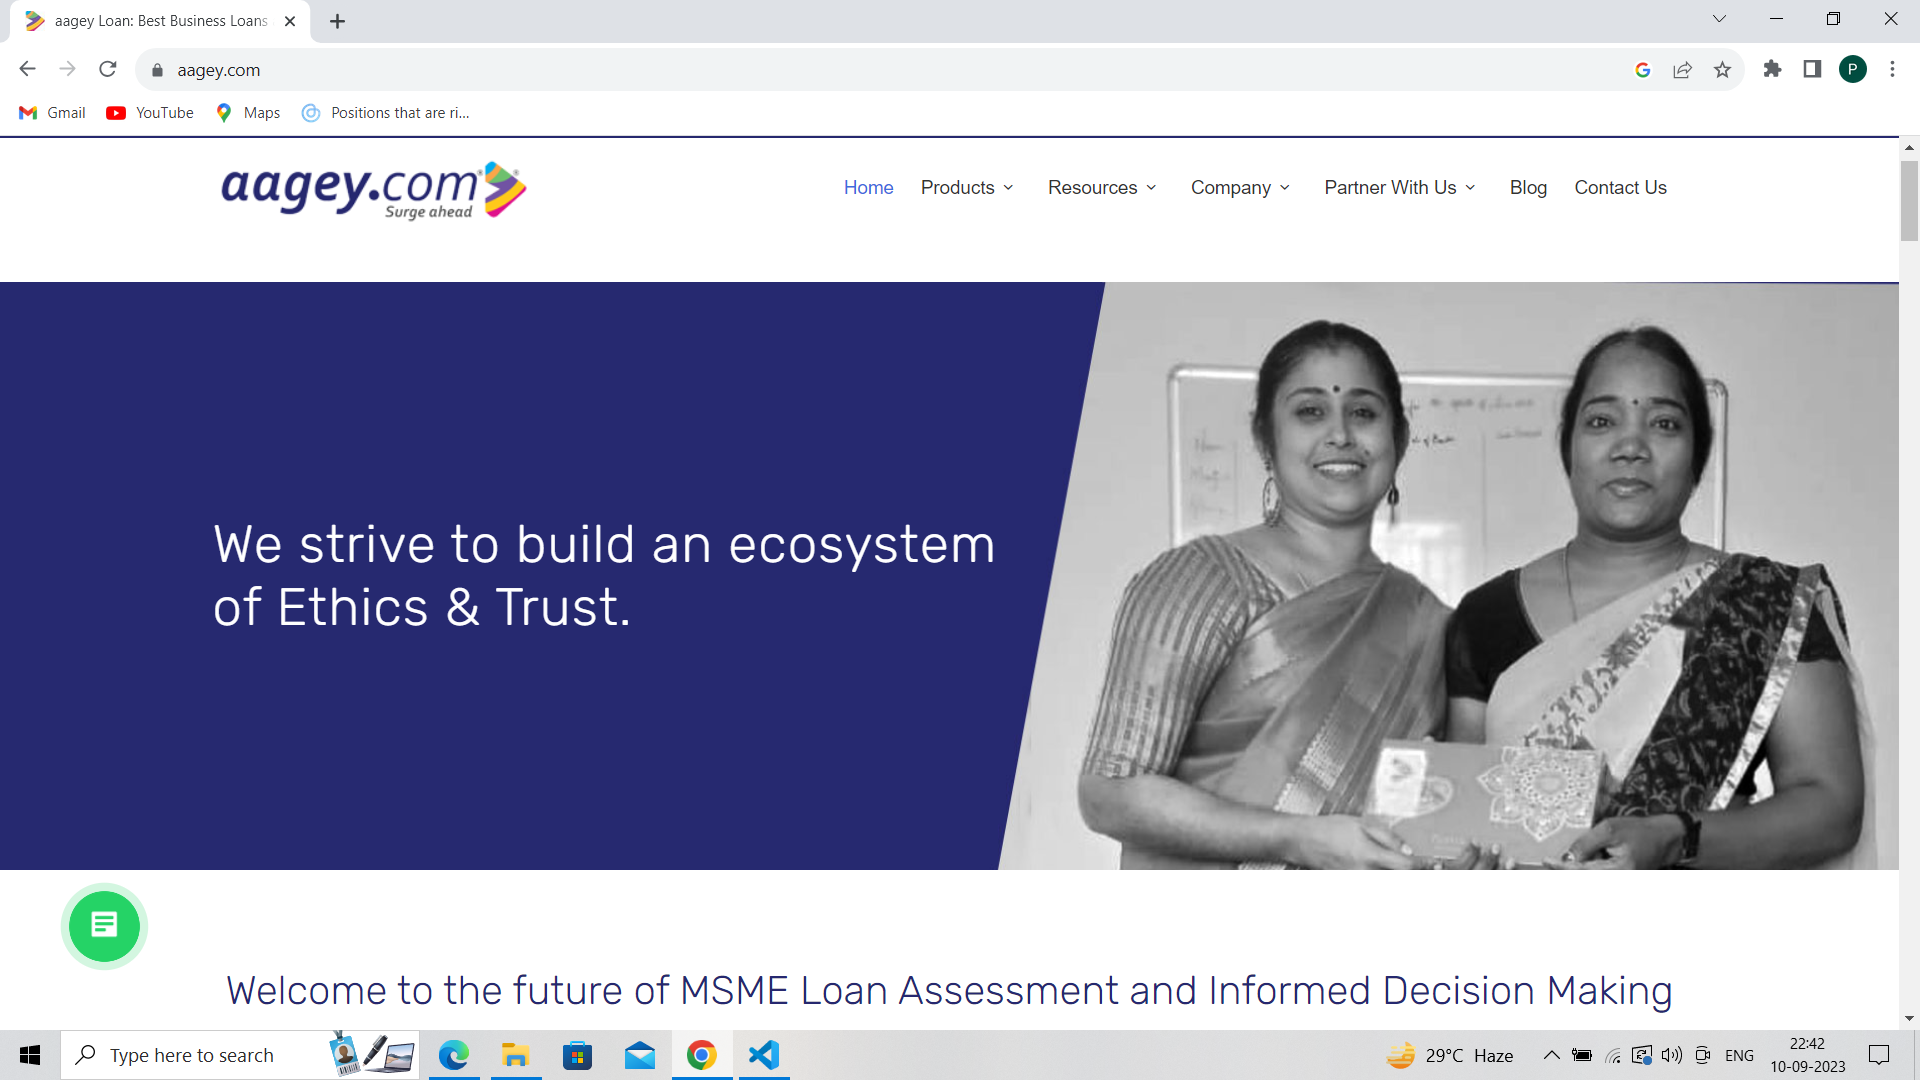 aagey Loan: Best Business Loans
aagey.com
Gmail
YouTube
Maps
Positions that are ri...
aagey.com
Surge ahead
Home
Products
Resources
Company
Partner With Us
Blog
Contact Us
We strive to build an ecosystem
of Ethics & Trust.
Welcome to the future of MSME Loan Assessment and Informed Decision Making
Type here to search
29°C Haze
ENG
22:42
10-09-2023
P